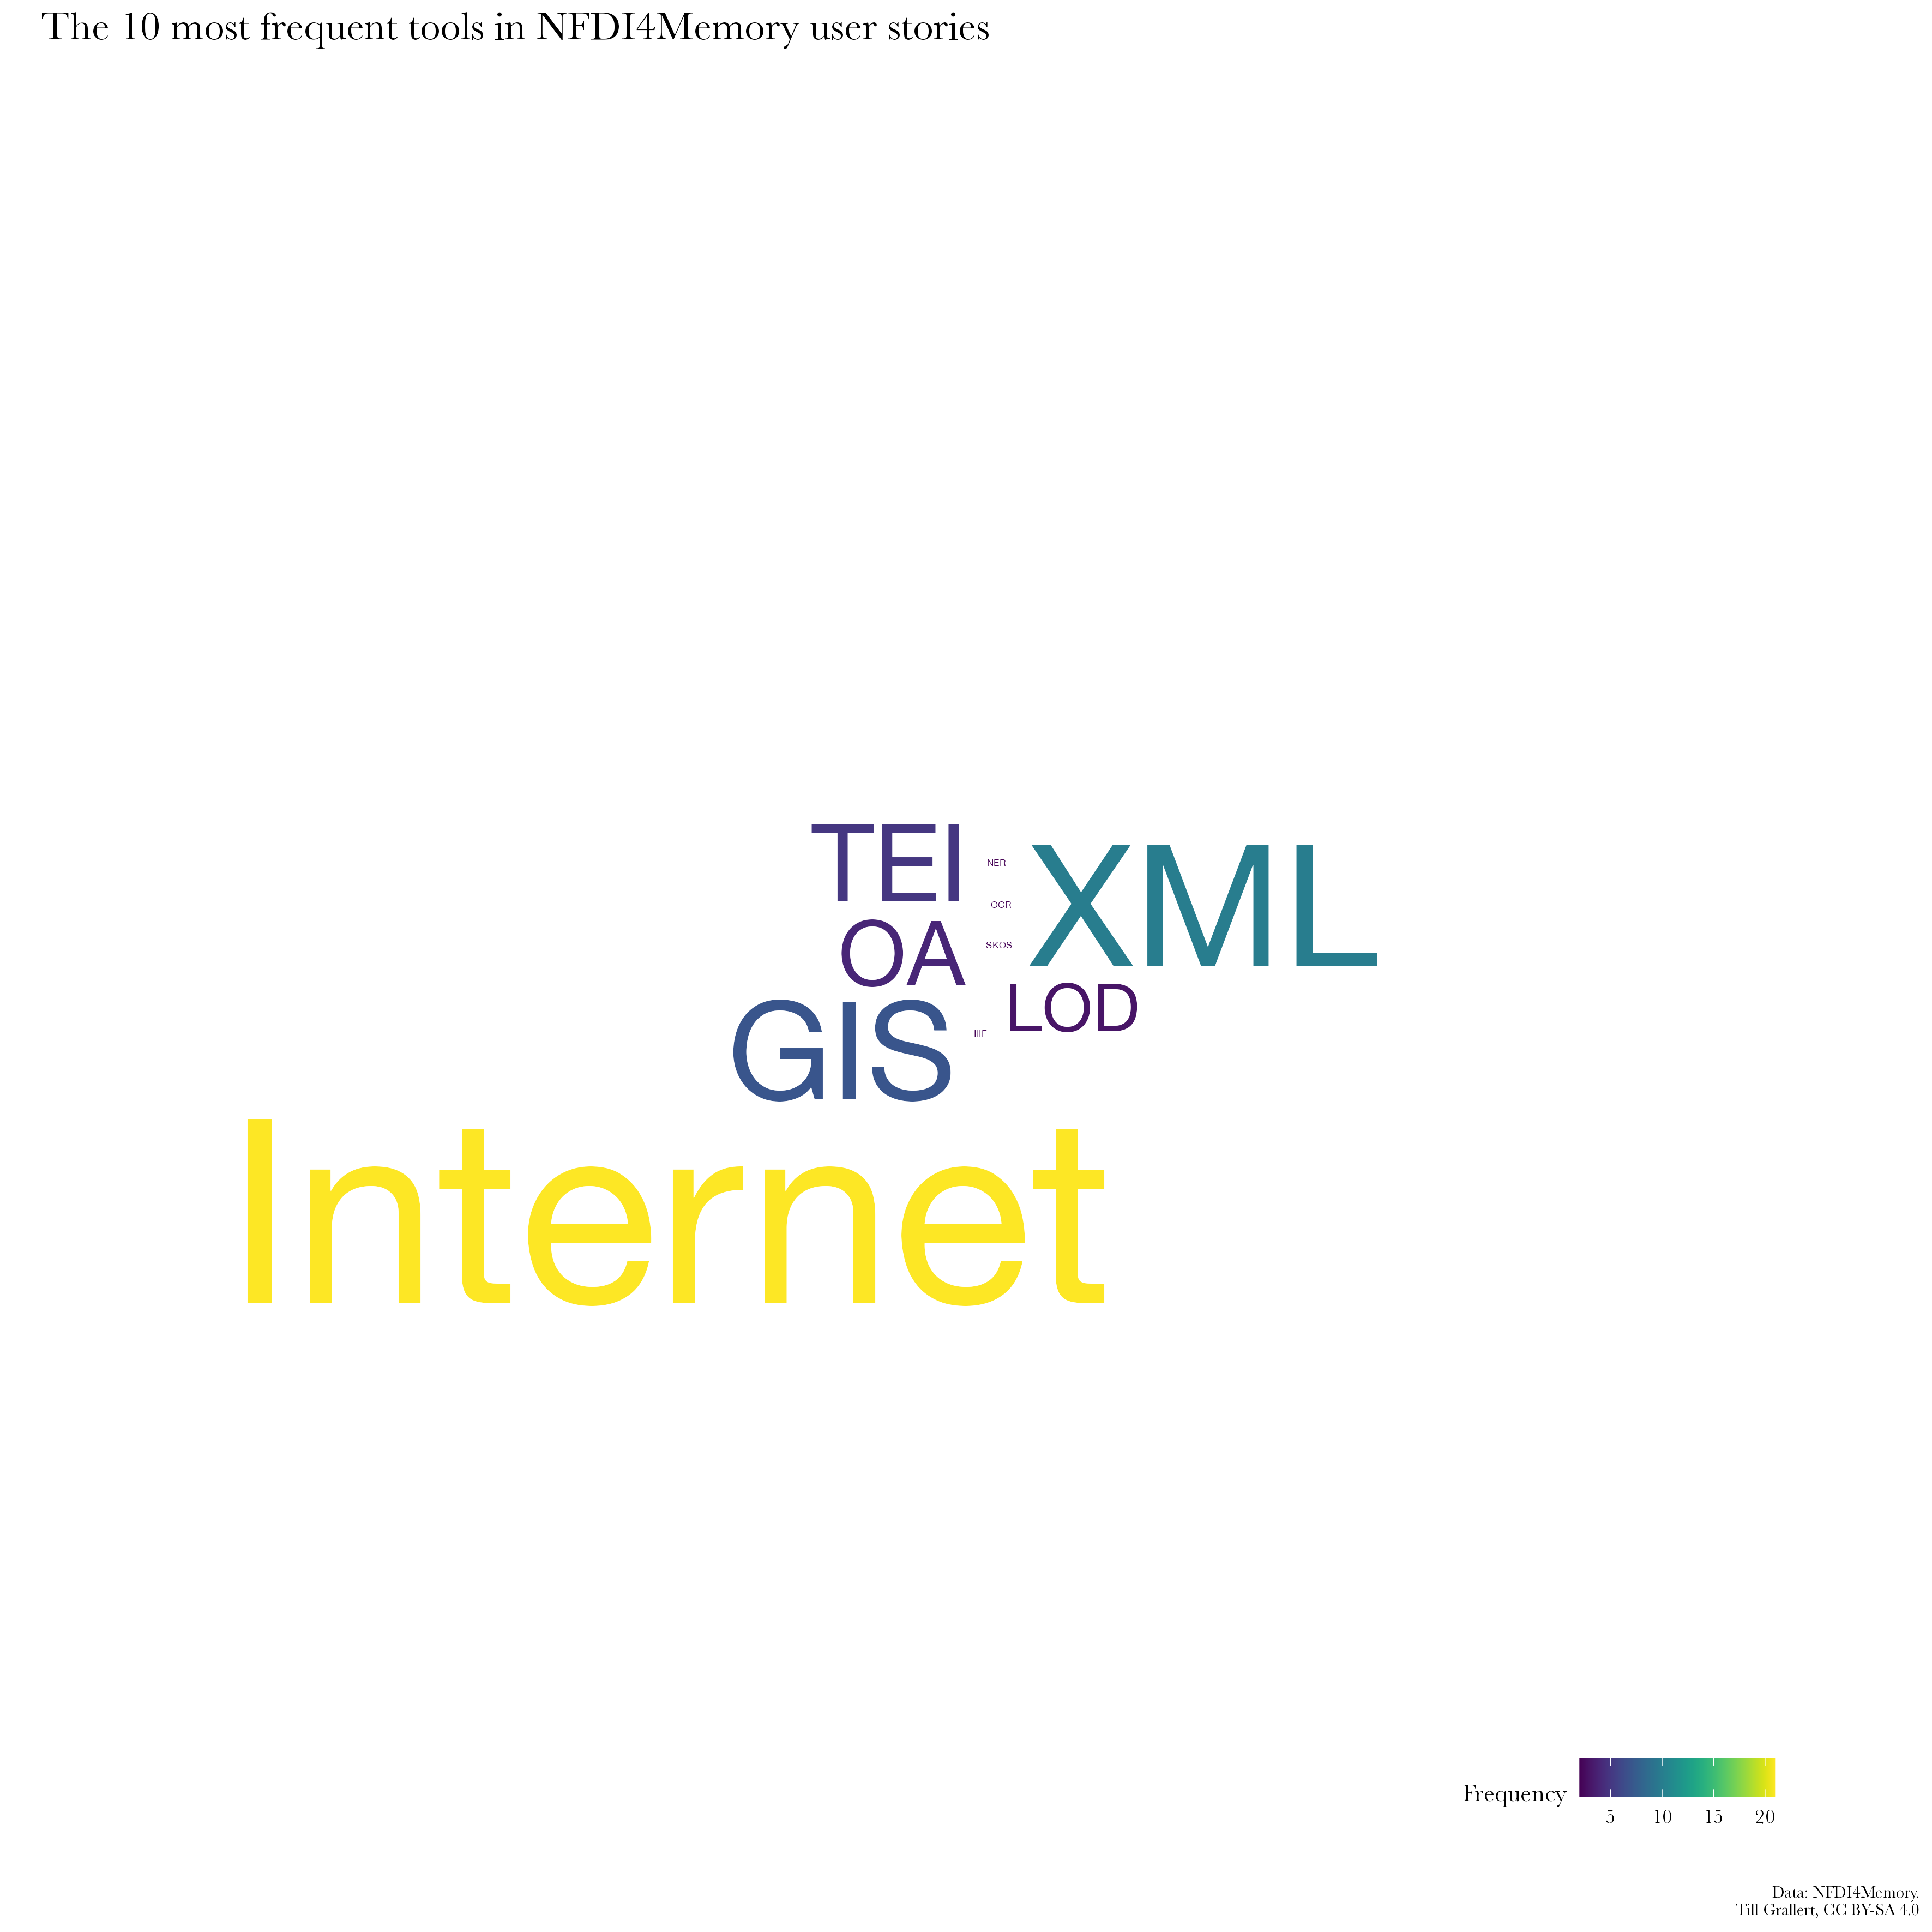 The 10 most frequent tools in NFDI4Memory user stories
TEI
NER
XML
OCR
OA
SKOS
LOD
GIS
IIIF
Internet
Frequency
5 10 15 20
Data: NFDI4Memory.
Till Grallert, CC BY-SA 4.0